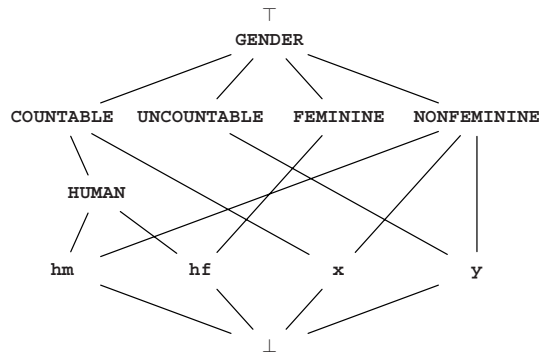 ⊤
GENDER
COUNTABLE UNCOUNTABLE FEMININE NONFEMININE
HUMAN
hm hf x y
⊥